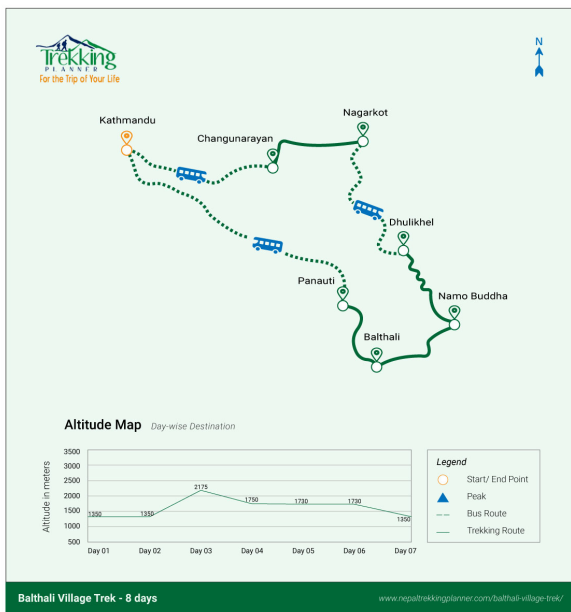 Trekking
PLANNER
For the Trip of Your Life
N
Nagarkot
Kathmandu
Changunarayan
Dhulikhel
Panauti
Namo Buddha
Balthali
Altitude Map Day-wise Destination
Altitude in meters
3500
3000
2500
2000
1500
1000
500
1350
1350
2175
1750
1730
1730
1350
Day 01
Day 02
Day 03
Day 04
Day 05
Day 06
Day 07
Legend
Start/ End Point
Peak
Bus Route
Trekking Route
Balthali Village Trek - 8 days
www.nepaltrekkingplanner.com/balthali-village-trek/